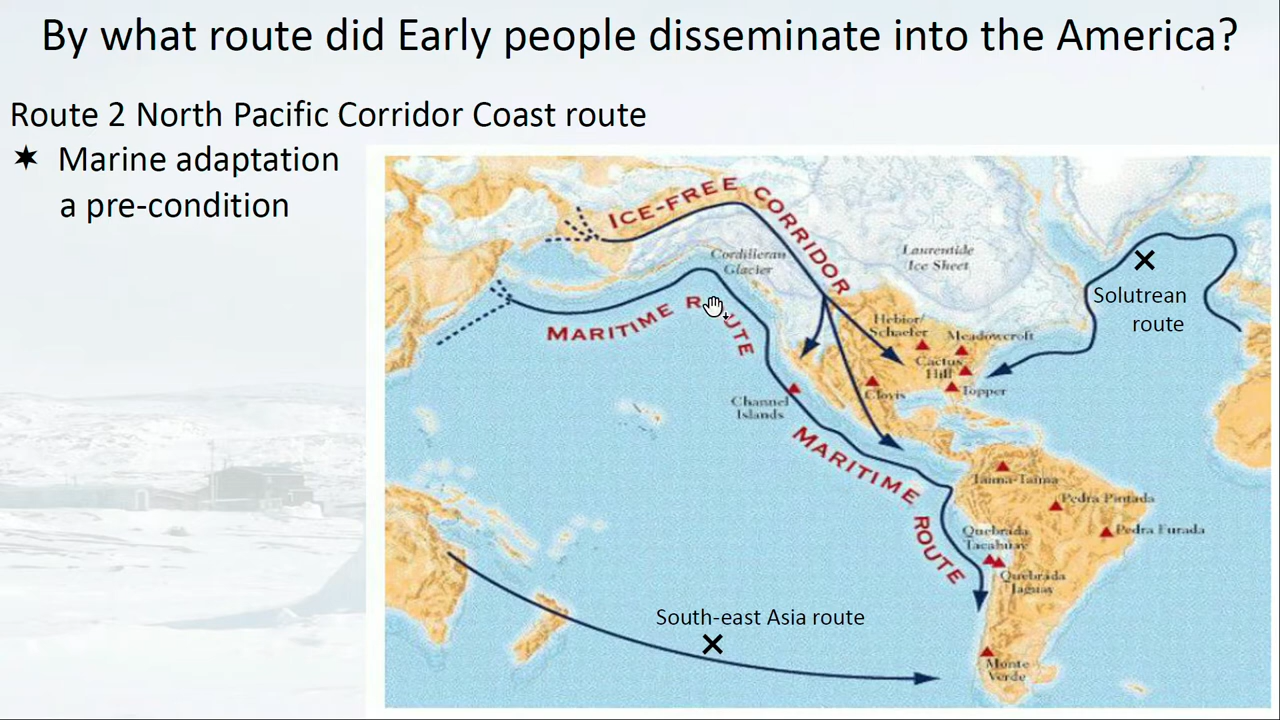 By what route did Early people disseminate into the America?
Route 2 North Pacific Corridor Coast route
✶ Marine adaptation
a pre-condition
ICE-FREE CORRIDOR
Cordilleran
Glacier
Laurentide
Ice Sheet
Solutrean
route
MARITIME ROUTE
Hebior/
Schaefer
Meadowcroft
Cactus
Hill
Topper
Clovis
Channel
Islands
MARITIME ROUTE
Taima-Taima
Pedra Pintada
Pedra Furada
Quebrada
Tacahuay
Quebrada
Jaguay
South-east Asia route
Monte
Verde